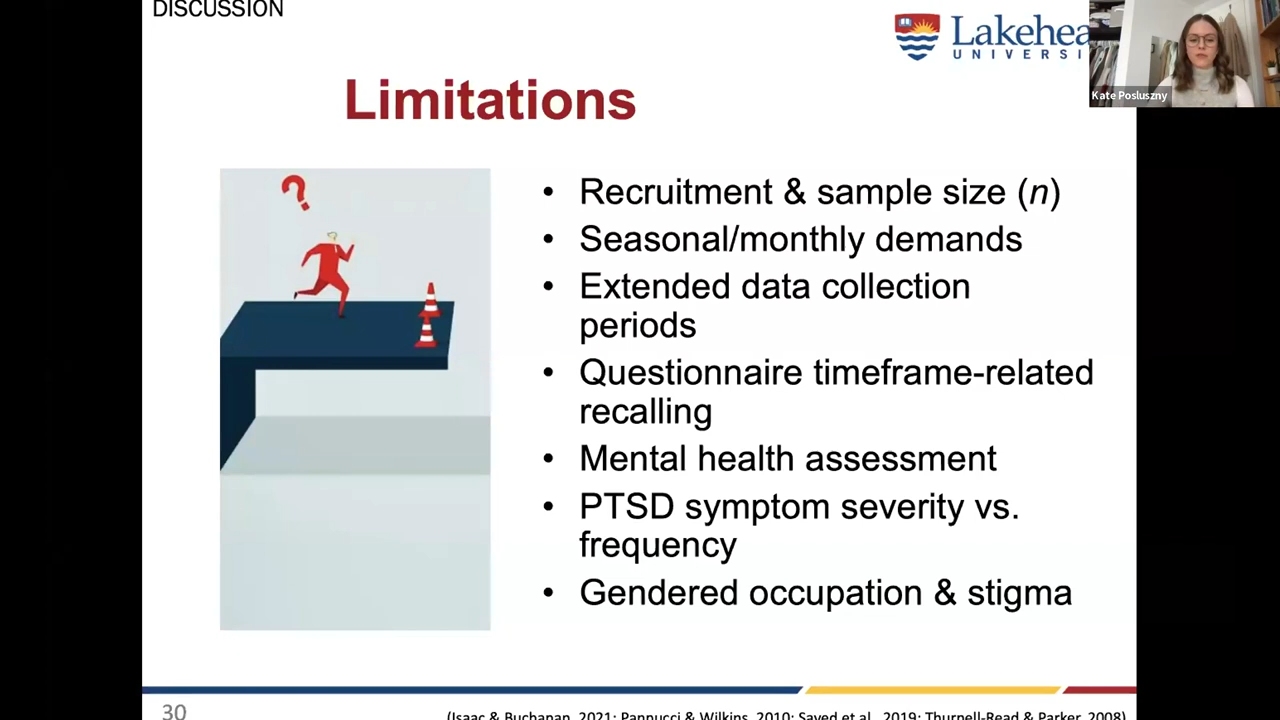 DISCUSSION
Lakehea
UNIVERSI
Kate Posluszny
Limitations
?
• Recruitment & sample size (n)
• Seasonal/monthly demands
• Extended data collection
periods
• Questionnaire timeframe-related
recalling
• Mental health assessment
• PTSD symptom severity vs.
frequency
• Gendered occupation & stigma
30
(Isaac & Buchanan, 2021; Pannucci & Wilkins, 2010; Sayed et al., 2019; Thurnell-Read & Parker, 2008)